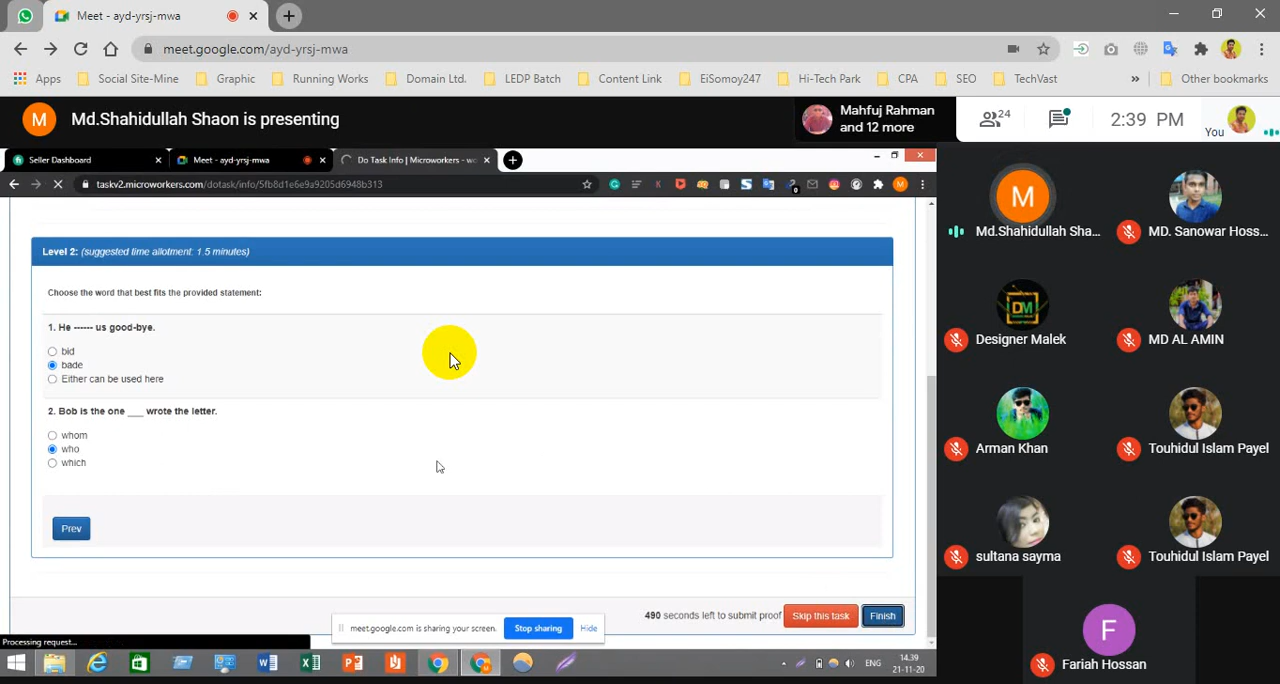 Meet - ayd-yrsj-mwa
meet.google.com/ayd-yrsj-mwa
Apps Social Site-Mine Graphic Running Works Domain Ltd. LEDP Batch Content Link EiSomoy247 Hi-Tech Park CPA SEO TechVast » Other bookmarks
M Md.Shahidullah Shaon is presenting
Mahfuj Rahman
and 12 more
24
2:39 PM
You
Seller Dashboard Meet - ayd-yrsj-mwa Do Task Info | Microworkers - wo
taskv2.microworkers.com/dotask/info/5fb8d1e6e9a9205d6948b313
Level 2: (suggested time allotment: 1.5 minutes)
Choose the word that best fits the provided statement:
1. He ------ us good-bye.
bid
bade
Either can be used here
2. Bob is the one ___ wrote the letter.
whom
who
which
Prev
490 seconds left to submit proof Skip this task Finish
meet.google.com is sharing your screen. Stop sharing Hide
Processing request...
ENG
14.39
21-11-20
M
Md.Shahidullah Sha...
MD. Sanowar Hoss...
DM
Designer Malek
MD AL AMIN
Arman Khan
Touhidul Islam Payel
sultana sayma
Touhidul Islam Payel
F
Fariah Hossan